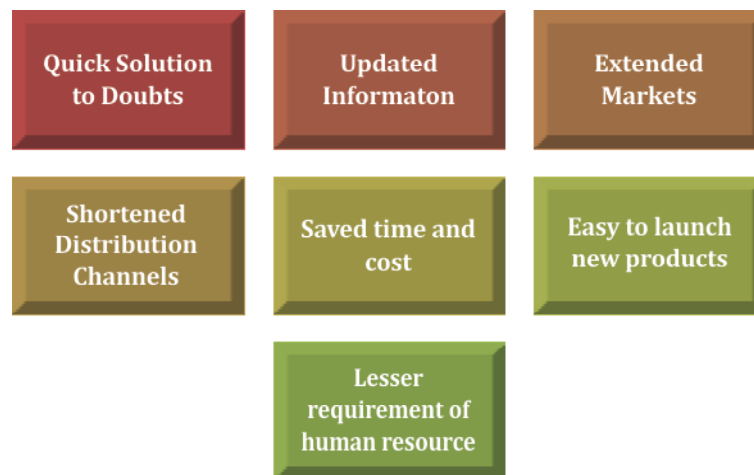 Quick Solution
to Doubts
Updated
Informaton
Extended
Markets
Shortened
Distribution
Channels
Saved time and
cost
Easy to launch
new products
Lesser
requirement of
human resource